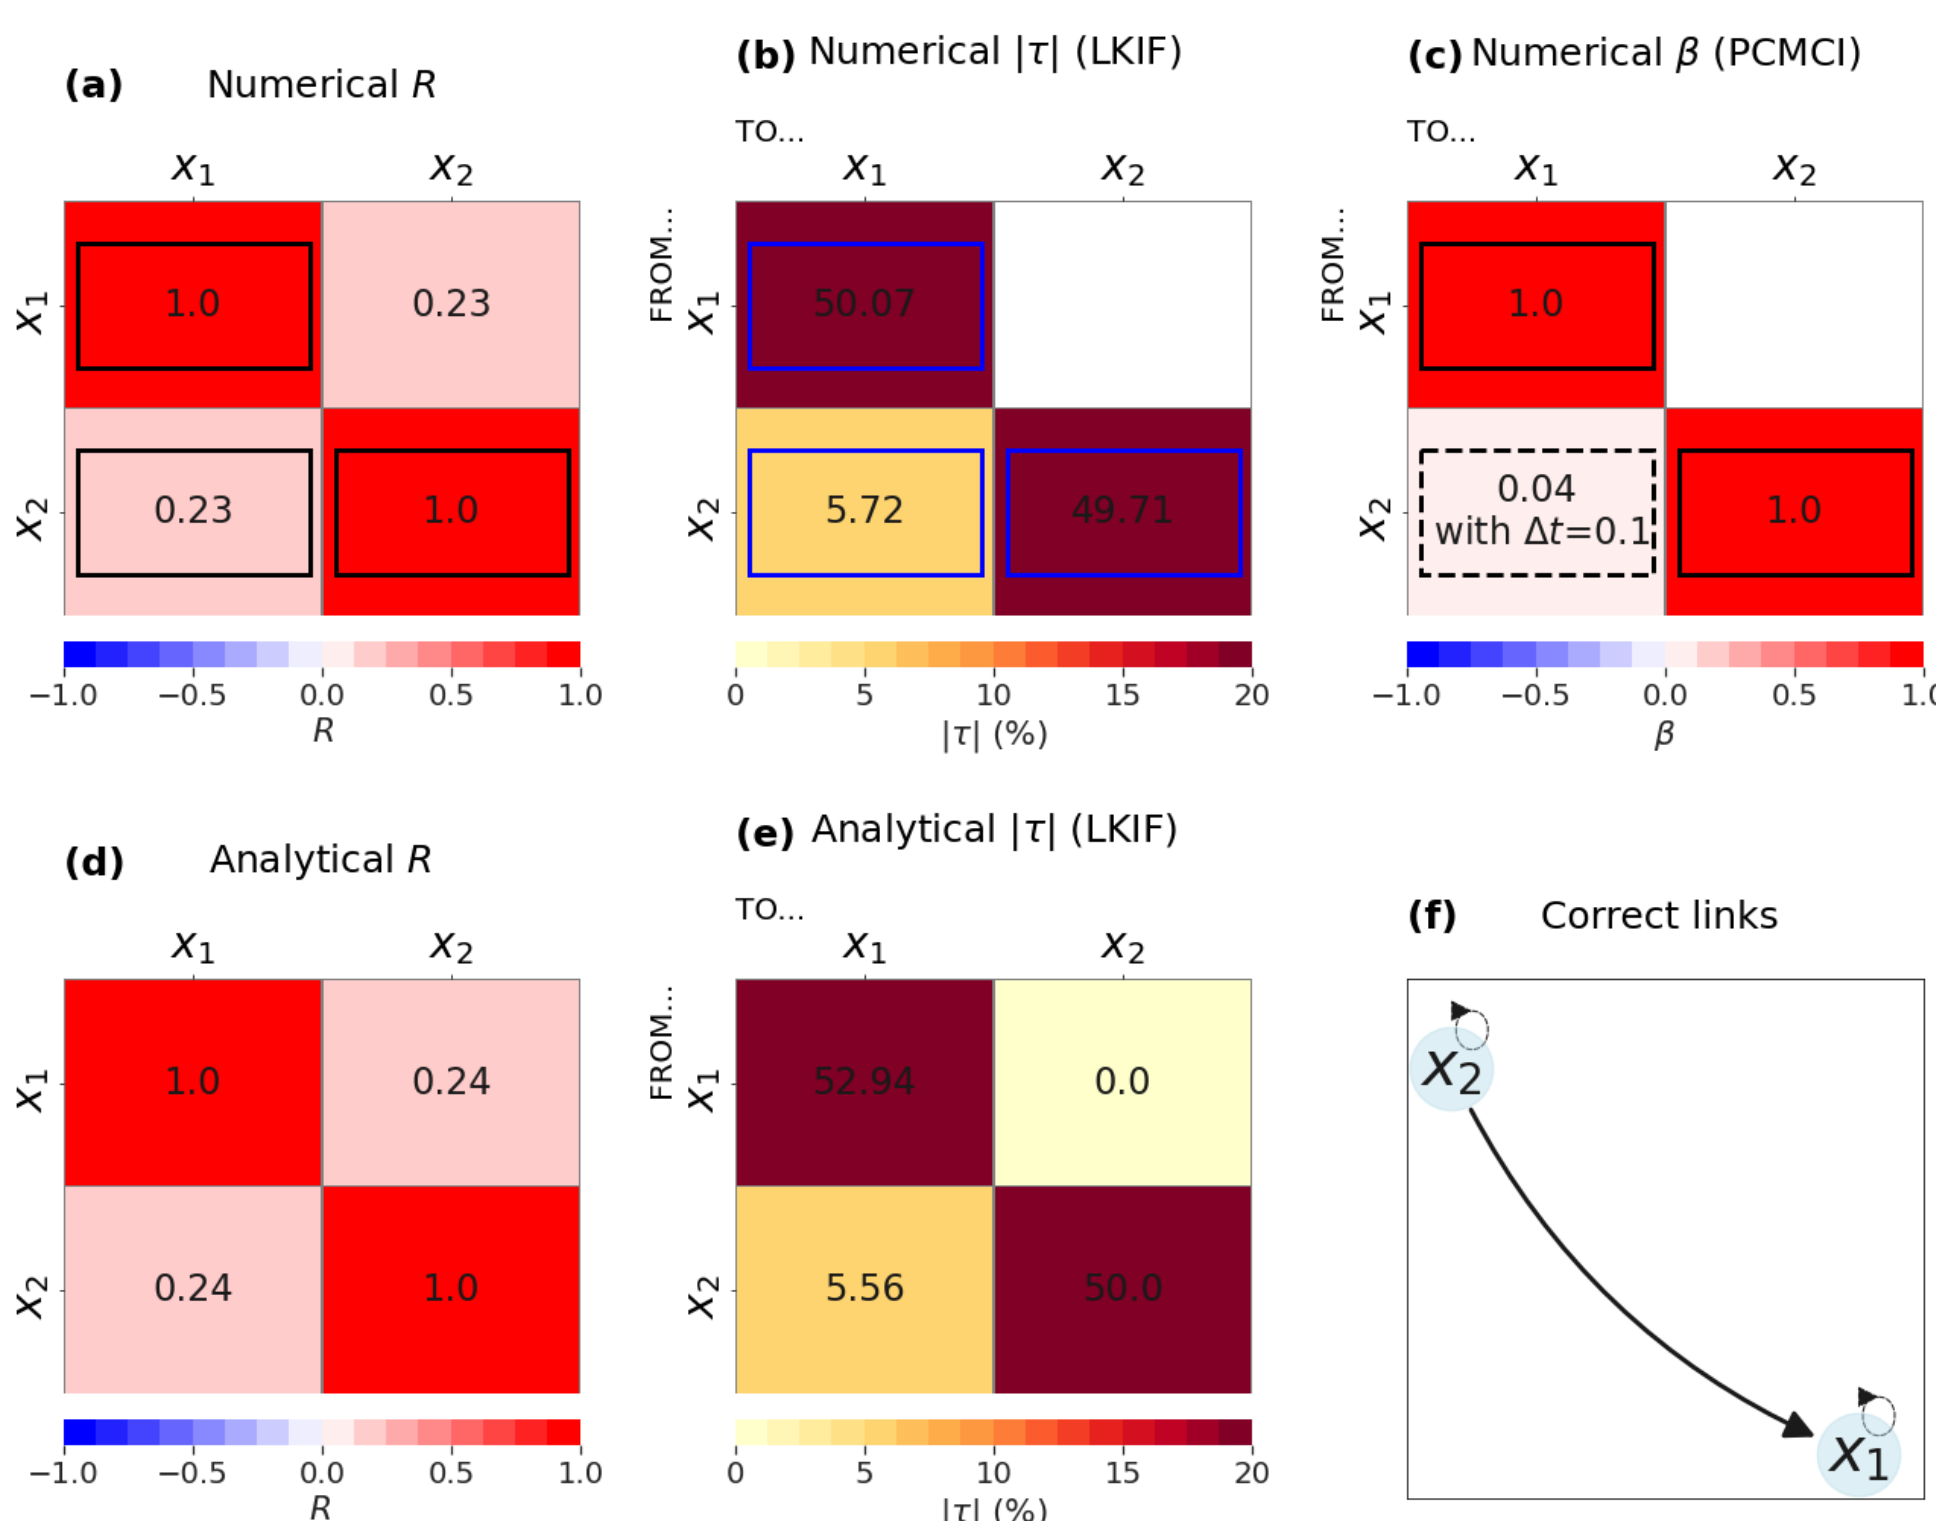 (a) Numerical R
x₁ x₂
x₁ 1.0 0.23
x₂ 0.23 1.0
−1.0 −0.5 0.0 0.5 1.0
R
(b) Numerical |τ| (LKIF)
TO...
x₁ x₂
FROM...
x₁ 50.07
x₂ 5.72 49.71
0 5 10 15 20
|τ| (%)
(c) Numerical β (PCMCI)
TO...
x₁ x₂
FROM...
x₁ 1.0
x₂ 0.04
with Δt=0.1
1.0
−1.0 −0.5 0.0 0.5 1.0
β
(d) Analytical R
x₁ x₂
x₁ 1.0 0.24
x₂ 0.24 1.0
−1.0 −0.5 0.0 0.5 1.0
R
(e) Analytical |τ| (LKIF)
TO...
x₁ x₂
FROM...
x₁ 52.94 0.0
x₂ 5.56 50.0
0 5 10 15 20
|τ| (%)
(f) Correct links
x₂
x₁